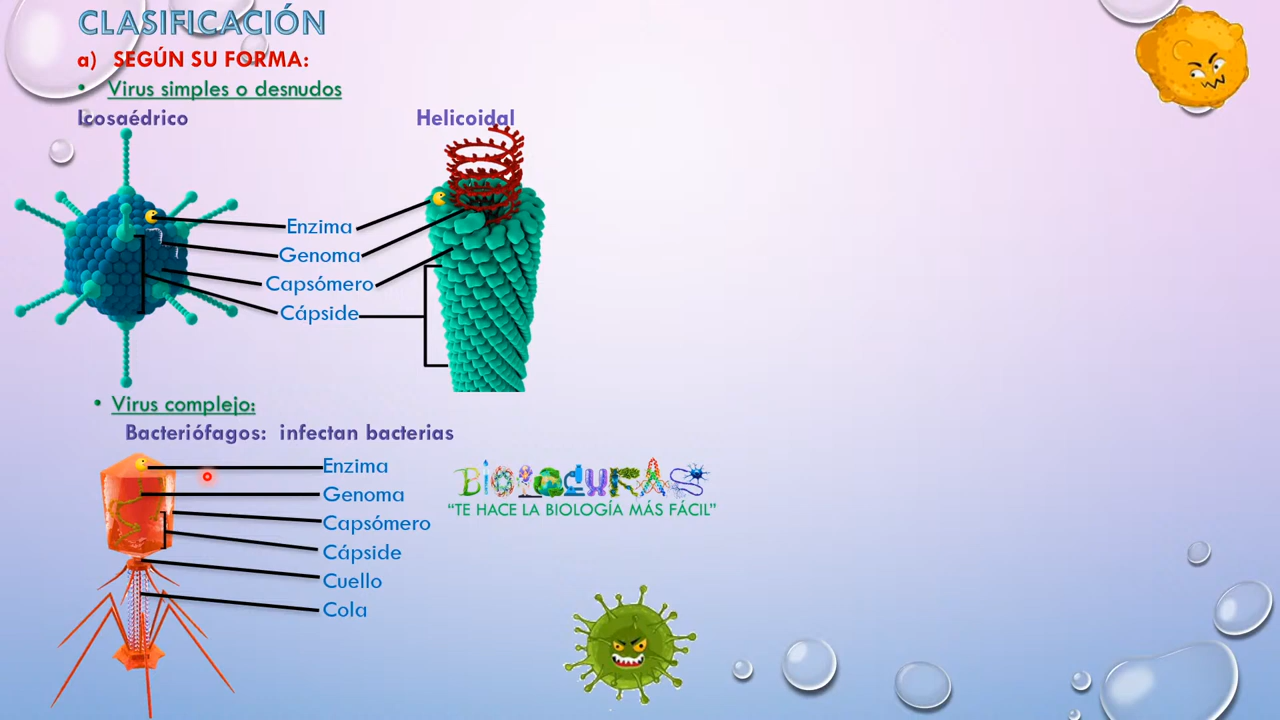 CLASIFICACIÓN
a) SEGÚN SU FORMA:
• Virus simples o desnudos
Icosaédrico
Helicoidal
Enzima
Genoma
Capsómero
Cápside
• Virus complejo:
Bacteriófagos: infectan bacterias
Enzima
Genoma
Capsómero
Cápside
Cuello
Cola
BIOLOCURAS
“TE HACE LA BIOLOGÍA MÁS FÁCIL”